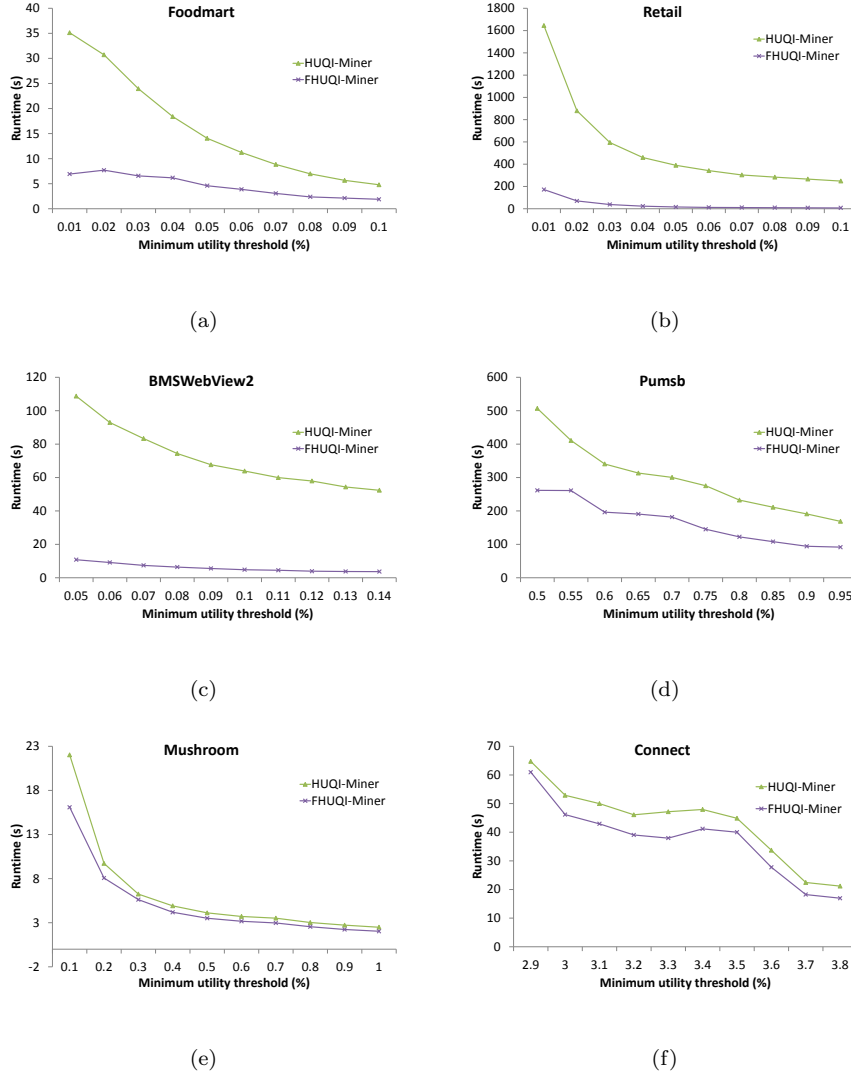 Foodmart
40
35
30
25
20
15
10
5
0
Runtime (s)
HUQI-Miner
FHUQI-Miner
0.01 0.02 0.03 0.04 0.05 0.06 0.07 0.08 0.09 0.1
Minimum utility threshold (%)
(a)
Retail
1800
1600
1400
1200
1000
800
600
400
200
0
Runtime (s)
HUQI-Miner
FHUQI-Miner
0.01 0.02 0.03 0.04 0.05 0.06 0.07 0.08 0.09 0.1
Minimum utility threshold (%)
(b)
BMSWebView2
120
100
80
60
40
20
0
Runtime (s)
HUQI-Miner
FHUQI-Miner
0.05 0.06 0.07 0.08 0.09 0.1 0.11 0.12 0.13 0.14
Minimum utility threshold (%)
(c)
Pumsb
600
500
400
300
200
100
0
Runtime (s)
HUQI-Miner
FHUQI-Miner
0.5 0.55 0.6 0.65 0.7 0.75 0.8 0.85 0.9 0.95
Minimum utility threshold (%)
(d)
Mushroom
23
18
13
8
3
-2
Runtime (s)
HUQI-Miner
FHUQI-Miner
0.1 0.2 0.3 0.4 0.5 0.6 0.7 0.8 0.9 1
Minimum utility threshold (%)
(e)
Connect
70
60
50
40
30
20
10
0
Runtime (s)
HUQI-Miner
FHUQI-Miner
2.9 3 3.1 3.2 3.3 3.4 3.5 3.6 3.7 3.8
Minimum utility threshold (%)
(f)